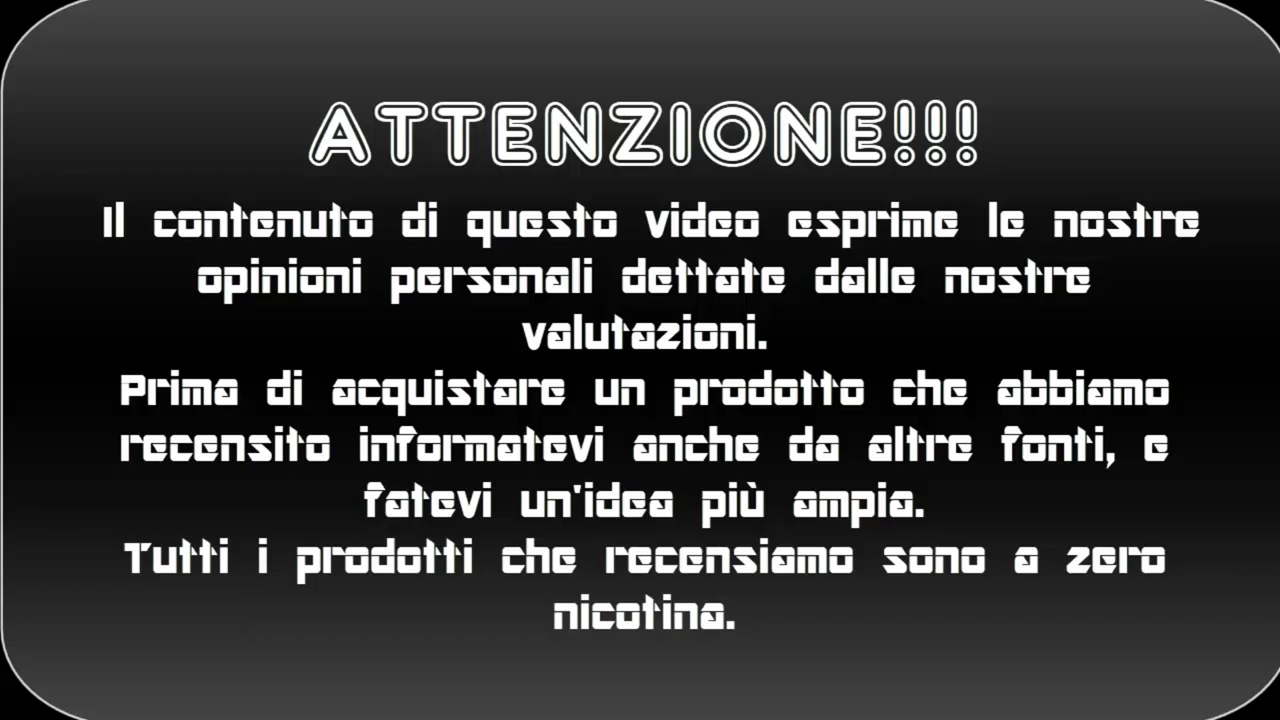 ATTENZIONE!!!
Il contenuto di questo video esprime le nostre
opinioni personali dettate dalle nostre
valutazioni.
Prima di acquistare un prodotto che abbiamo
recensito informatevi anche da altre fonti, e
fatevi un'idea più ampia.
Tutti i prodotti che recensiamo sono a zero
nicotina.